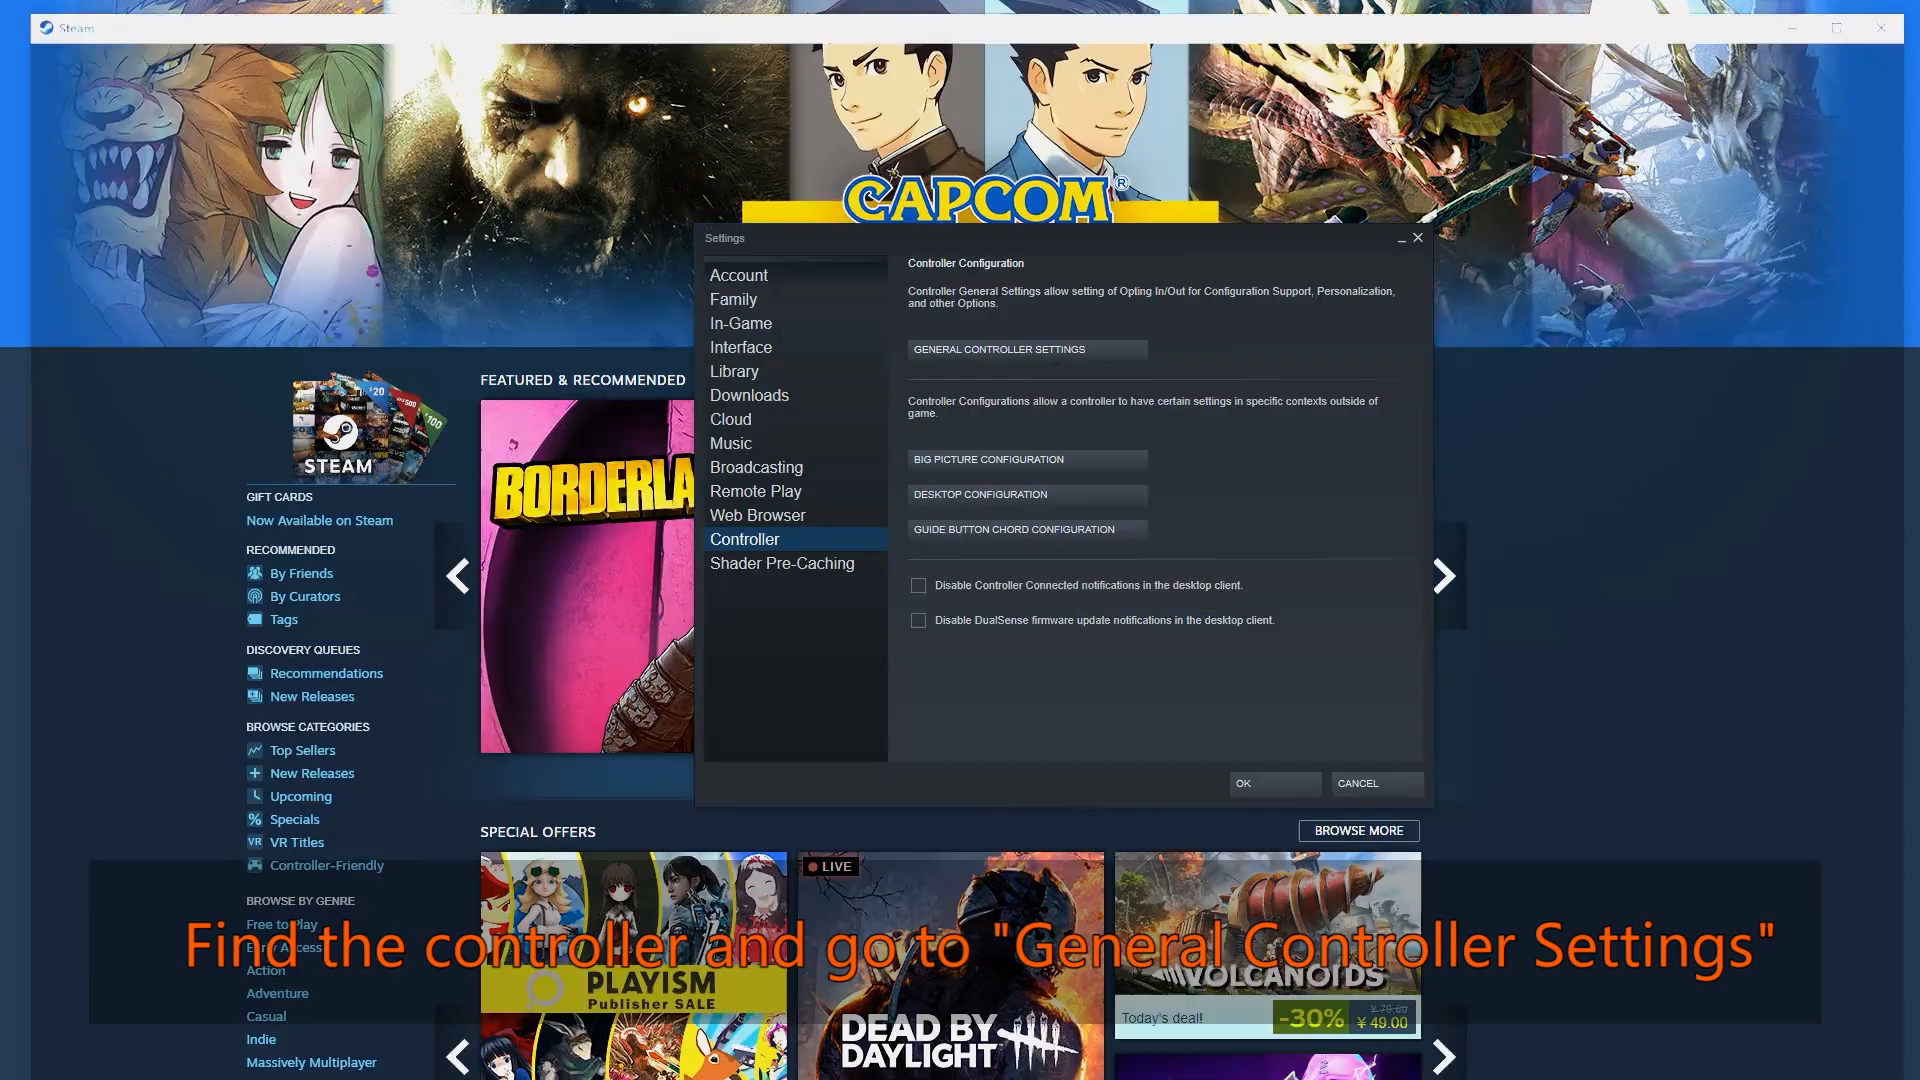 Steam
CAPCOM®
Settings
Account
Family
In-Game
Interface
Library
Downloads
Cloud
Music
Broadcasting
Remote Play
Web Browser
Controller
Shader Pre-Caching
Controller Configuration
Controller General Settings allow setting of Opting In/Out for Configuration Support, Personalization,
and other Options.
GENERAL CONTROLLER SETTINGS
Controller Configurations allow a controller to have certain settings in specific contexts outside of
game.
BIG PICTURE CONFIGURATION
DESKTOP CONFIGURATION
GUIDE BUTTON CHORD CONFIGURATION
Disable Controller Connected notifications in the desktop client.
Disable DualSense firmware update notifications in the desktop client.
OK
CANCEL
STEAM
GIFT CARDS
Now Available on Steam
RECOMMENDED
By Friends
By Curators
Tags
DISCOVERY QUEUES
Recommendations
New Releases
BROWSE CATEGORIES
Top Sellers
New Releases
Upcoming
Specials
VR Titles
Controller-Friendly
BROWSE BY GENRE
Free to Play
Early Access
Action
Adventure
Casual
Indie
Massively Multiplayer
FEATURED & RECOMMENDED
BORDERLA
SPECIAL OFFERS
BROWSE MORE
PLAYISM
Publisher SALE
LIVE
DEAD BY
DAYLIGHT
VOLCANOIDS
Today's deal!
-30%
¥ 49.00
Find the controller and go to "General Controller Settings"